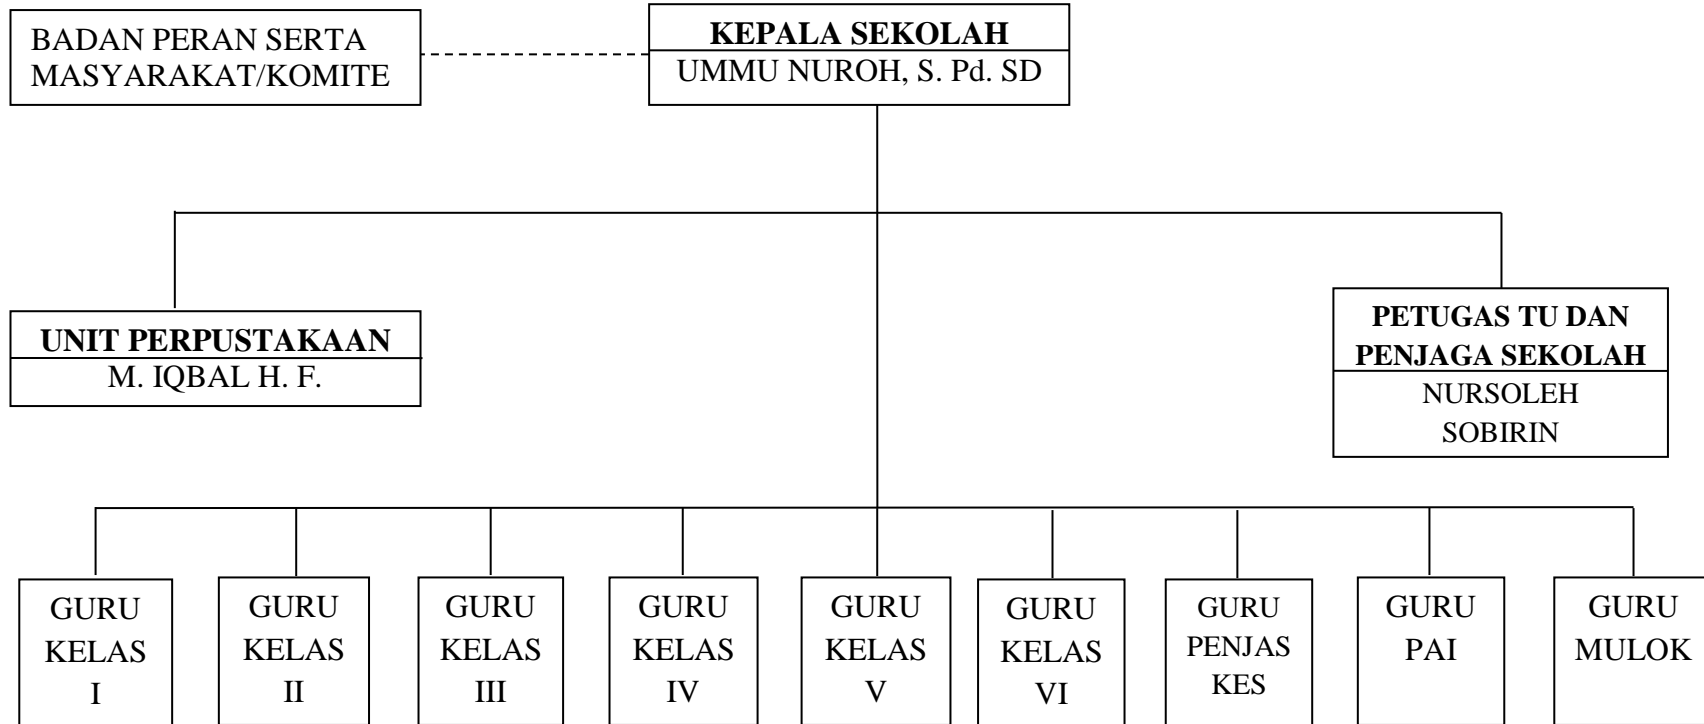 BADAN PERAN SERTA
MASYARAKAT/KOMITE
KEPALA SEKOLAH
UMMU NUROH, S. Pd. SD
UNIT PERPUSTAKAAN
M. IQBAL H. F.
PETUGAS TU DAN
PENJAGA SEKOLAH
NURSOLEH
SOBIRIN
GURU
KELAS
I
GURU
KELAS
II
GURU
KELAS
III
GURU
KELAS
IV
GURU
KELAS
V
GURU
KELAS
VI
GURU
PENJAS
KES
GURU
PAI
GURU
MULOK